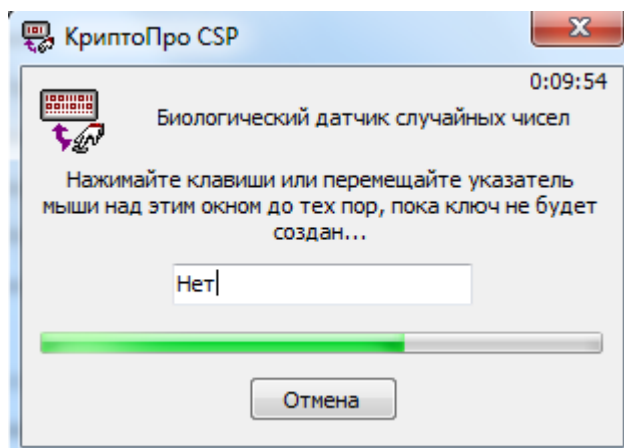 КриптоПро CSP
0:09:54
Биологический датчик случайных чисел
Нажимайте клавиши или перемещайте указатель
мыши над этим окном до тех пор, пока ключ не будет
создан...
Нет
Отмена